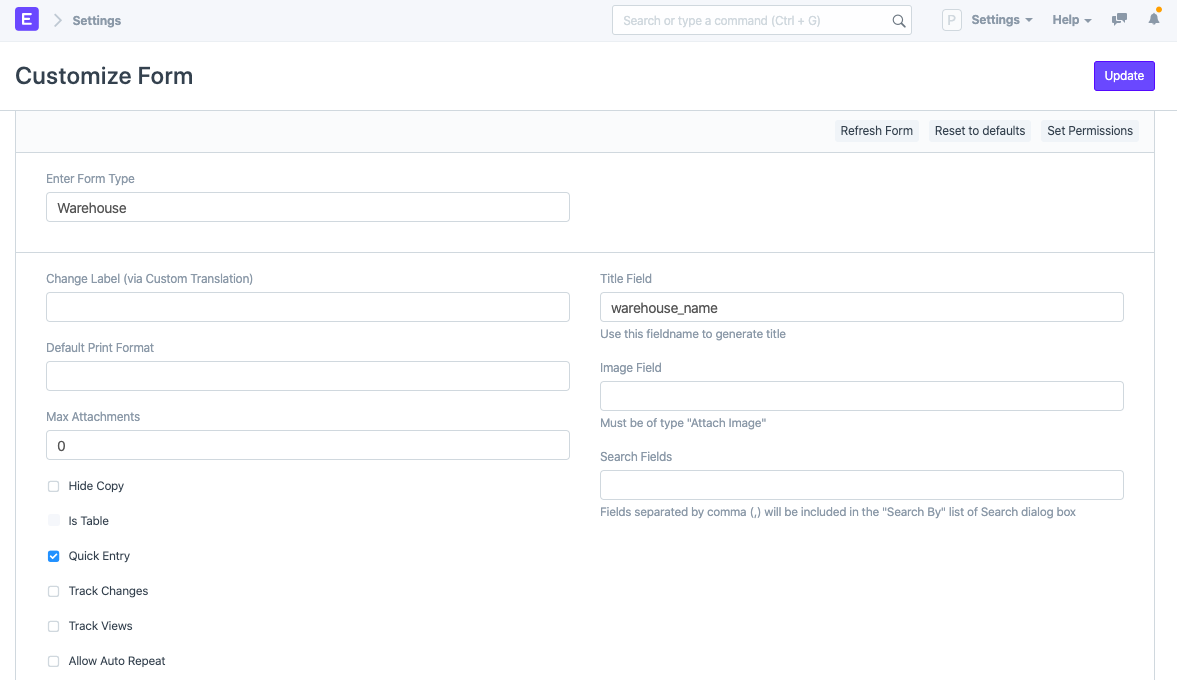 E
Settings
Search or type a command (Ctrl + G)
P
Settings
Help
Customize Form
Update
Refresh Form
Reset to defaults
Set Permissions
Enter Form Type
Warehouse
Change Label (via Custom Translation)
Default Print Format
Max Attachments
0
Hide Copy
Is Table
Quick Entry
Track Changes
Track Views
Allow Auto Repeat
Title Field
warehouse_name
Use this fieldname to generate title
Image Field
Must be of type "Attach Image"
Search Fields
Fields separated by comma (,) will be included in the "Search By" list of Search dialog box